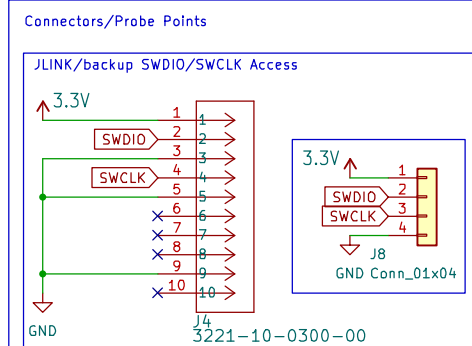 Connectors/Probe Points
JLINK/backup SWDIO/SWCLK Access
3.3V
1 1
SWDIO 2 2
3 3
SWCLK 4 4
5 5
6 6
7 7
8 8
9 9
10 10
GND
J4
3221-10-0300-00
3.3V
1
SWDIO 2
SWCLK 3
4
J8
GND Conn_01x04